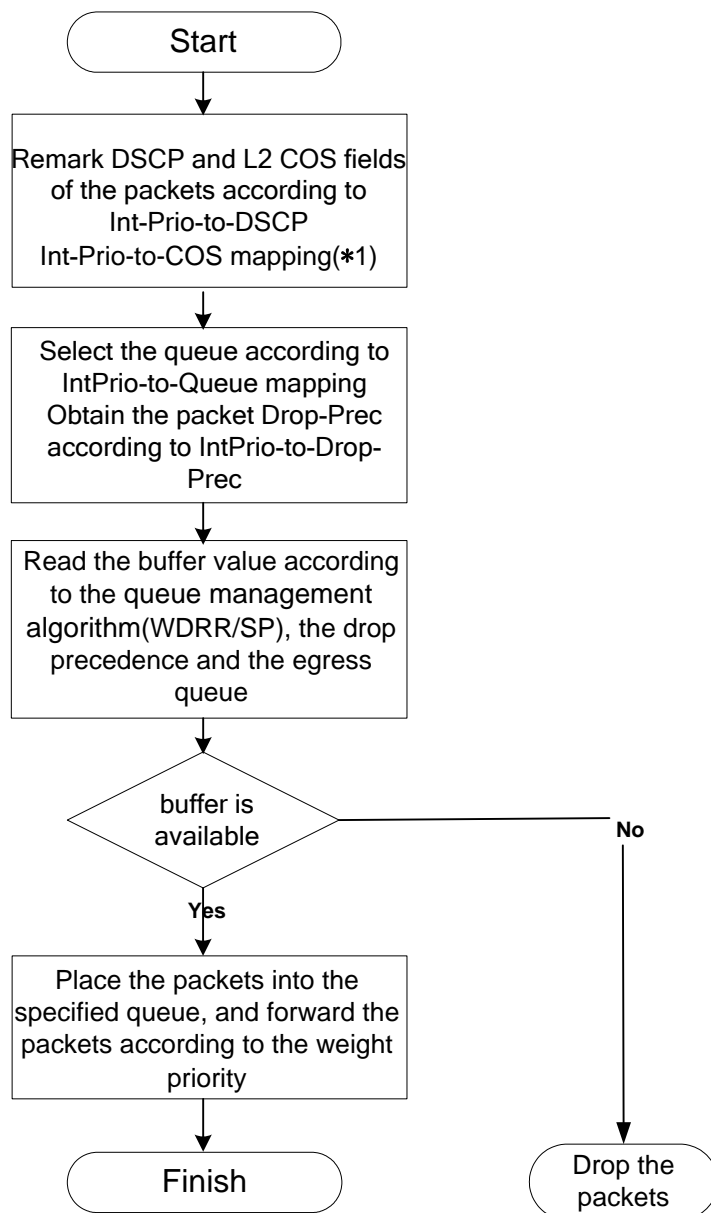 Start
Remark DSCP and L2 COS fields
of the packets according to
Int-Prio-to-DSCP
Int-Prio-to-COS mapping(*1)
Select the queue according to
IntPrio-to-Queue mapping
Obtain the packet Drop-Prec
according to IntPrio-to-Drop-
Prec
Read the buffer value according
to the queue management
algorithm(WDRR/SP), the drop
precedence and the egress
queue
buffer is
available
No
Yes
Place the packets into the
specified queue, and forward the
packets according to the weight
priority
Finish
Drop the
packets